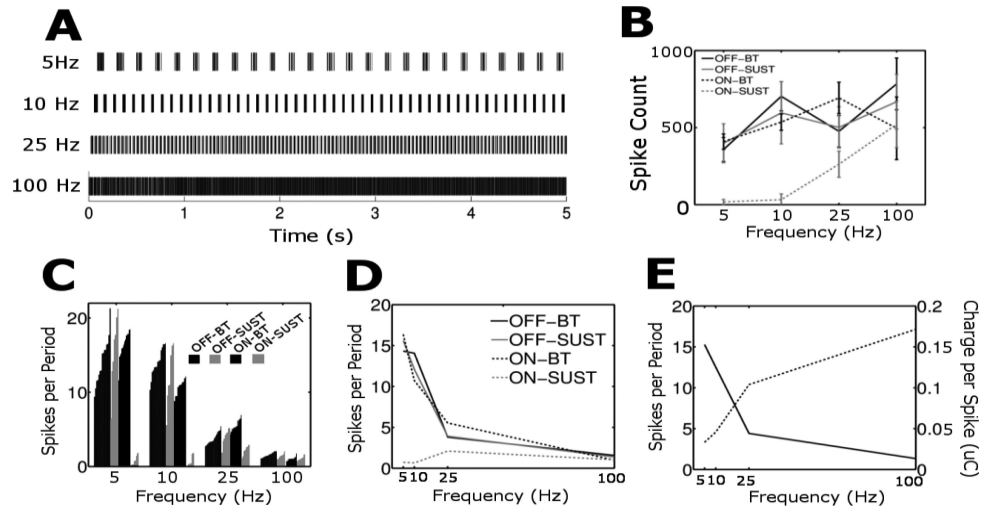 A
5Hz
10 Hz
25 Hz
100 Hz
0 1 2 3 4 5
Time (s)
B
1000
500
0
Spike Count
OFF-BT
OFF-SUST
ON-BT
ON-SUST
5 10 25 100
Frequency (Hz)
C
20
10
0
Spikes per Period
OFF-BT
OFF-SUST
ON-BT
ON-SUST
5 10 25 100
Frequency (Hz)
D
20
15
10
5
0
Spikes per Period
OFF-BT
OFF-SUST
ON-BT
ON-SUST
5 10 25 100
Frequency (Hz)
E
20
15
10
5
0
Spikes per Period
0.2
0.15
0.1
0.05
0
Charge per Spike (uC)
5 10 25 100
Frequency (Hz)